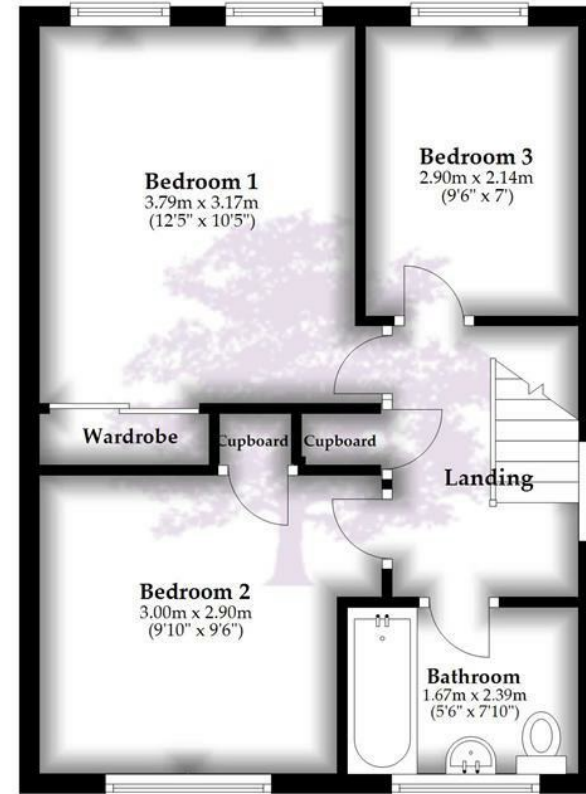 Bedroom 1
3.79m x 3.17m
(12'5" x 10'5")
Bedroom 3
2.90m x 2.14m
(9'6" x 7')
Wardrobe
Cupboard
Cupboard
Landing
Bedroom 2
3.00m x 2.90m
(9'10" x 9'6")
Bathroom
1.67m x 2.39m
(5'6" x 7'10")